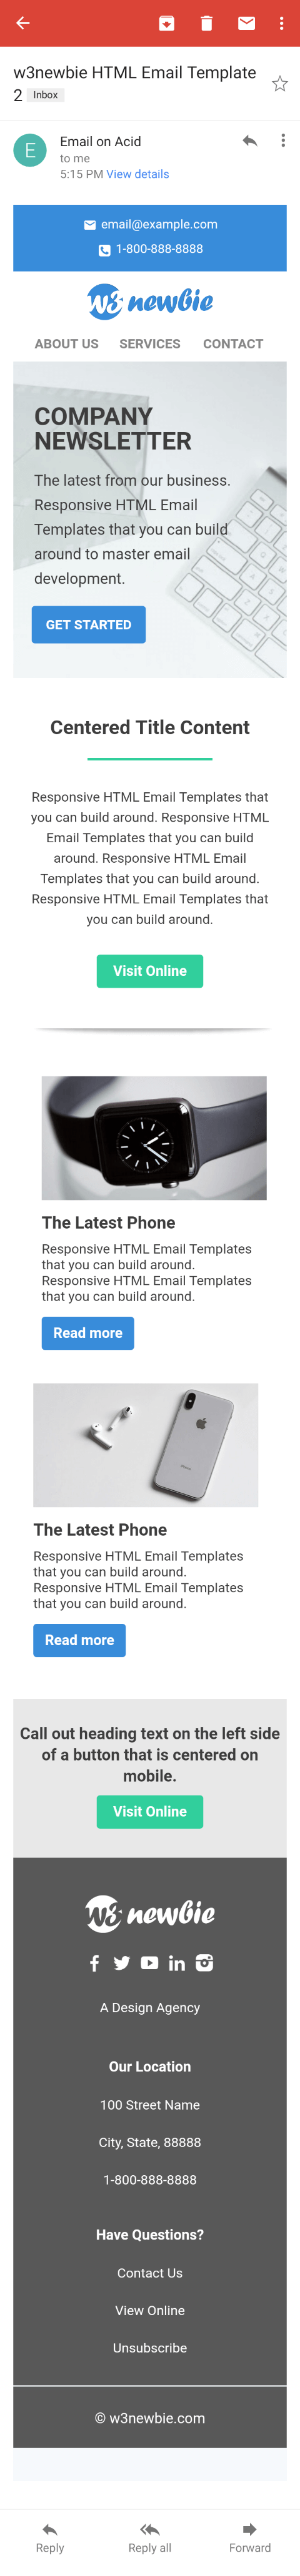 w3newbie HTML Email Template
2 Inbox
E
Email on Acid
to me
5:15 PM View details
email@example.com
1-800-888-8888
W3 newbie
ABOUT US SERVICES CONTACT
COMPANY
NEWSLETTER
The latest from our business.
Responsive HTML Email
Templates that you can build
around to master email
development.
GET STARTED
Centered Title Content
Responsive HTML Email Templates that
you can build around. Responsive HTML
Email Templates that you can build
around. Responsive HTML Email
Templates that you can build around.
Responsive HTML Email Templates that
you can build around.
Visit Online
The Latest Phone
Responsive HTML Email Templates
that you can build around.
Responsive HTML Email Templates
that you can build around.
Read more
The Latest Phone
Responsive HTML Email Templates
that you can build around.
Responsive HTML Email Templates
that you can build around.
Read more
Call out heading text on the left side
of a button that is centered on
mobile.
Visit Online
W3 newbie
A Design Agency
Our Location
100 Street Name
City, State, 88888
1-800-888-8888
Have Questions?
Contact Us
View Online
Unsubscribe
© w3newbie.com
Reply Reply all Forward